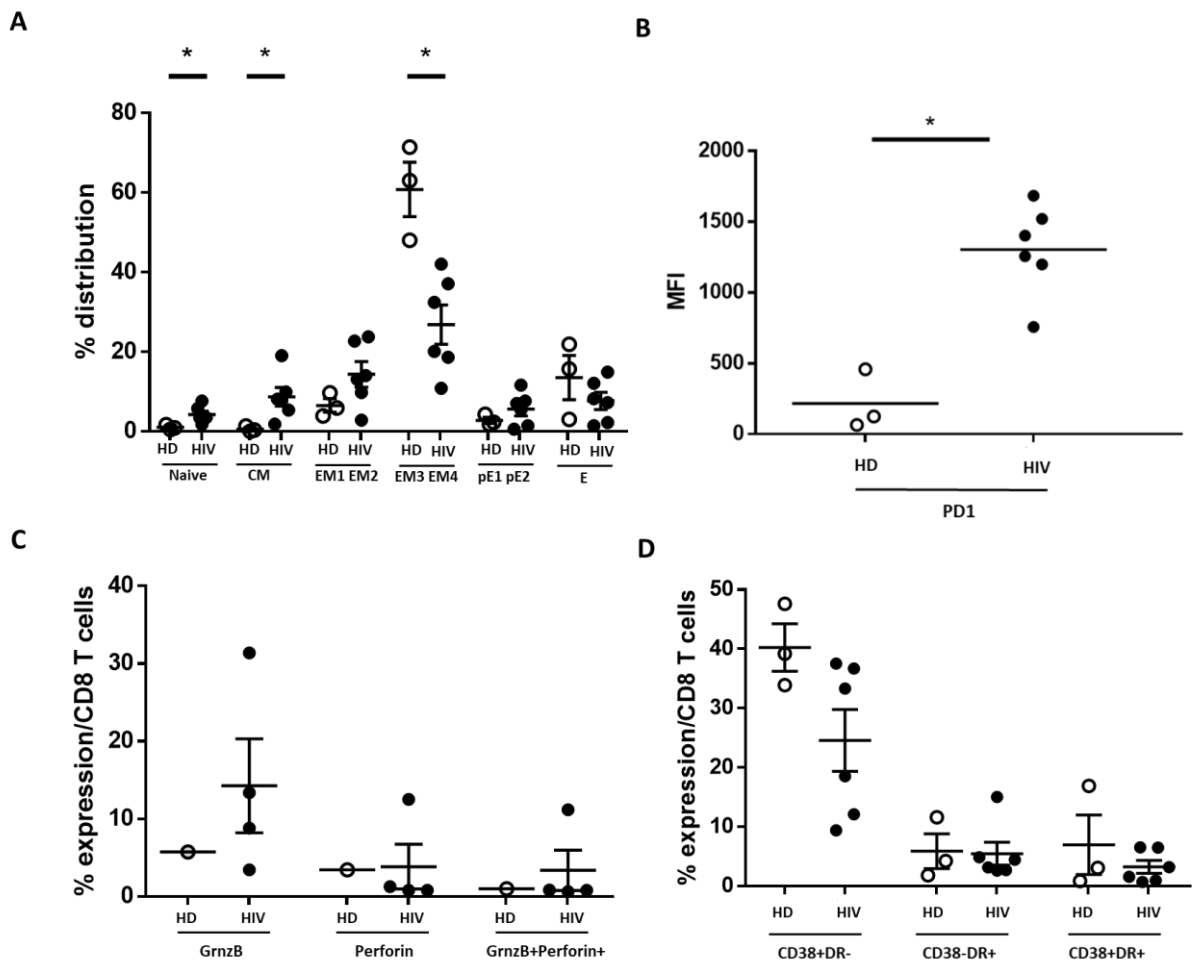 A
* * *
% distribution
80
60
40
20
0
HD HIV HD HIV HD HIV HD HIV HD HIV HD HIV
Naive CM EM1 EM2 EM3 EM4 pE1 pE2 E
B
*
MFI
2000
1500
1000
500
0
HD HIV
PD1
C
% expression/CD8 T cells
40
30
20
10
0
HD HIV HD HIV HD HIV
GrnzB Perforin GrnzB+Perforin+
D
% expression/CD8 T cells
50
40
30
20
10
0
HD HIV HD HIV HD HIV
CD38+DR- CD38-DR+ CD38+DR+